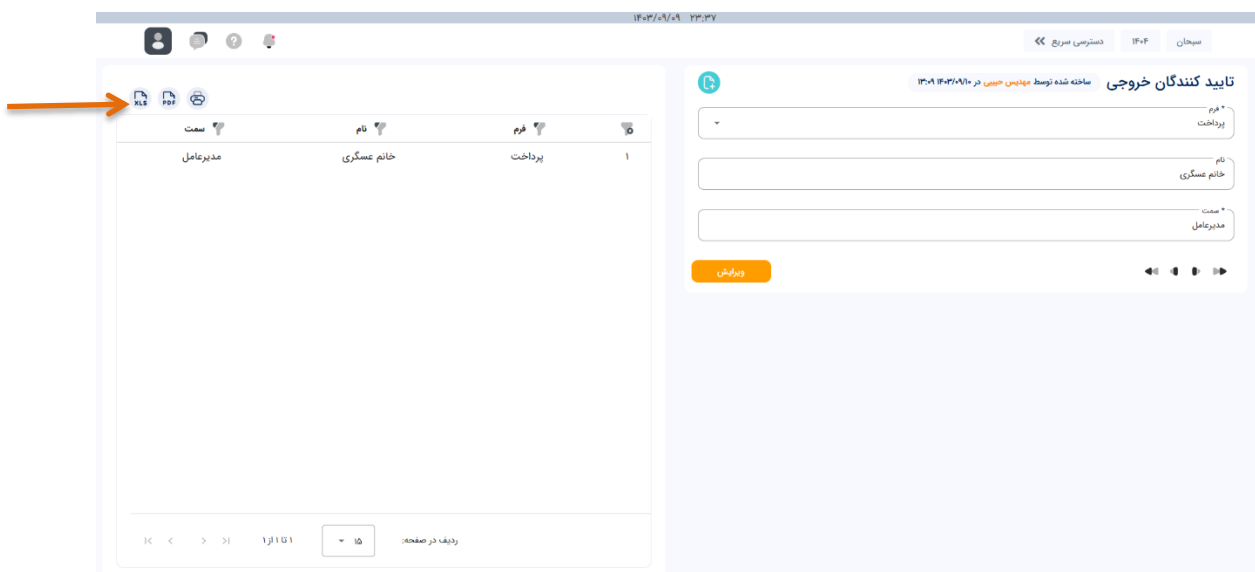 ۱۴۰۳/۰۹/۰۹ ۲۳:۳۷
سبحان ۱۴۰۴ دسترسی سریع
تایید کنندگان خروجی ساخته شده توسط مهدیس حبیبی در ۱۴۰۳/۰۹/۱۰ ۱۳:۰۹
* فرم
پرداخت
نام
خانم عسگری
* سمت
مدیرعامل
ویرایش
PDF XLS
فرم نام سمت
۱ پرداخت خانم عسگری مدیرعامل
ردیف در صفحه: ۱۵ ۱ تا ۱ از ۱